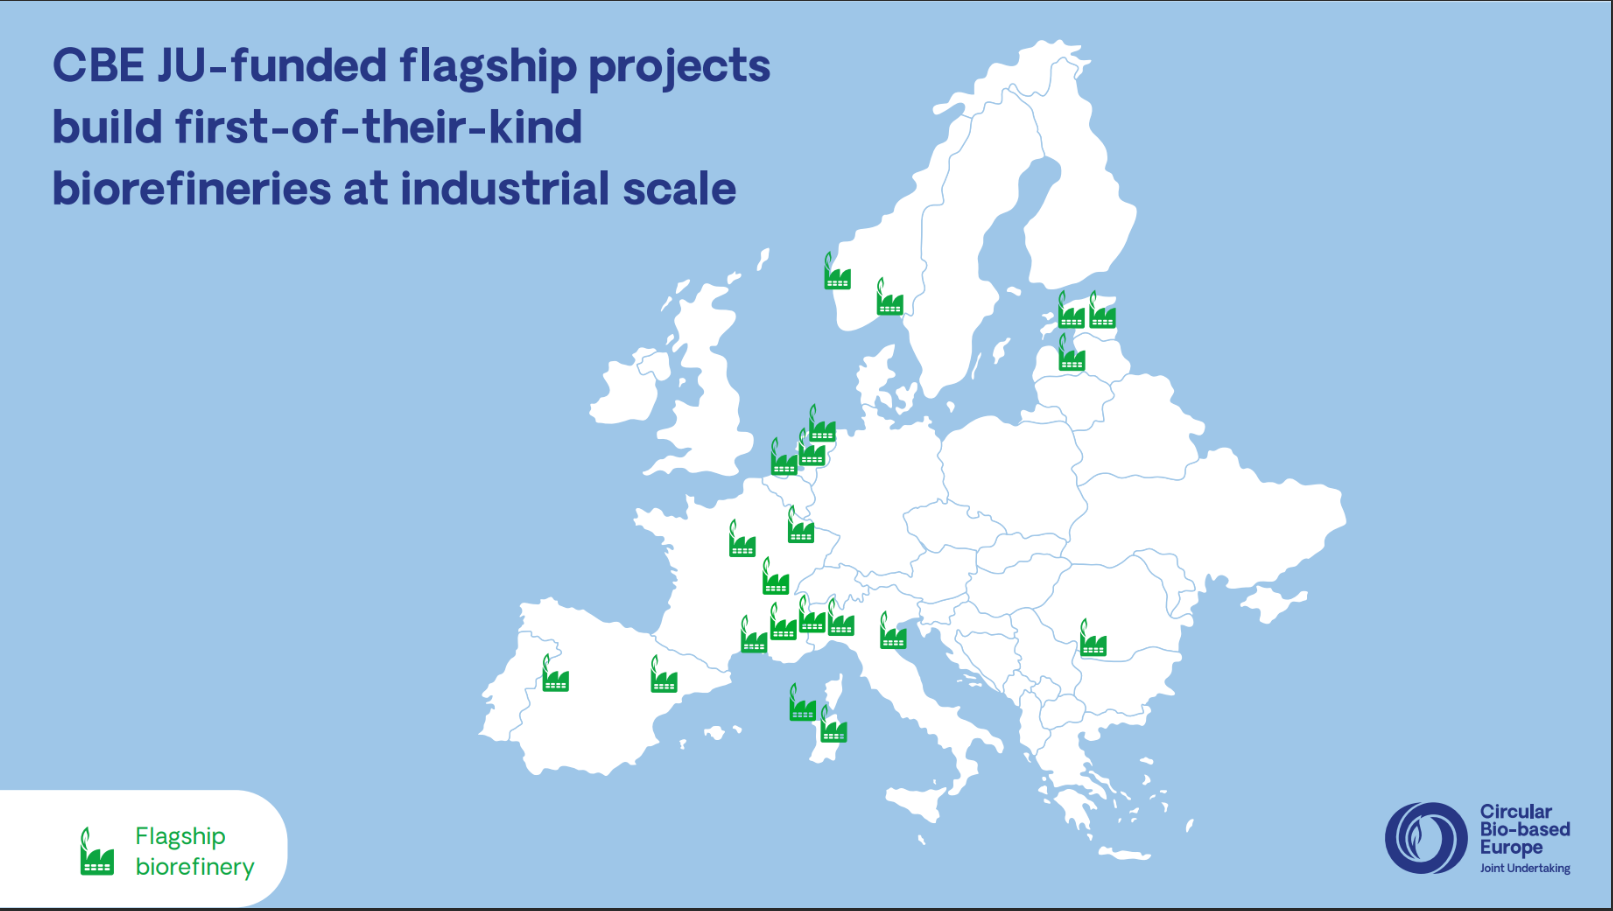 CBE JU-funded flagship projects
build first-of-their-kind
biorefineries at industrial scale
Flagship
biorefinery
Circular
Bio-based
Europe
Joint Undertaking